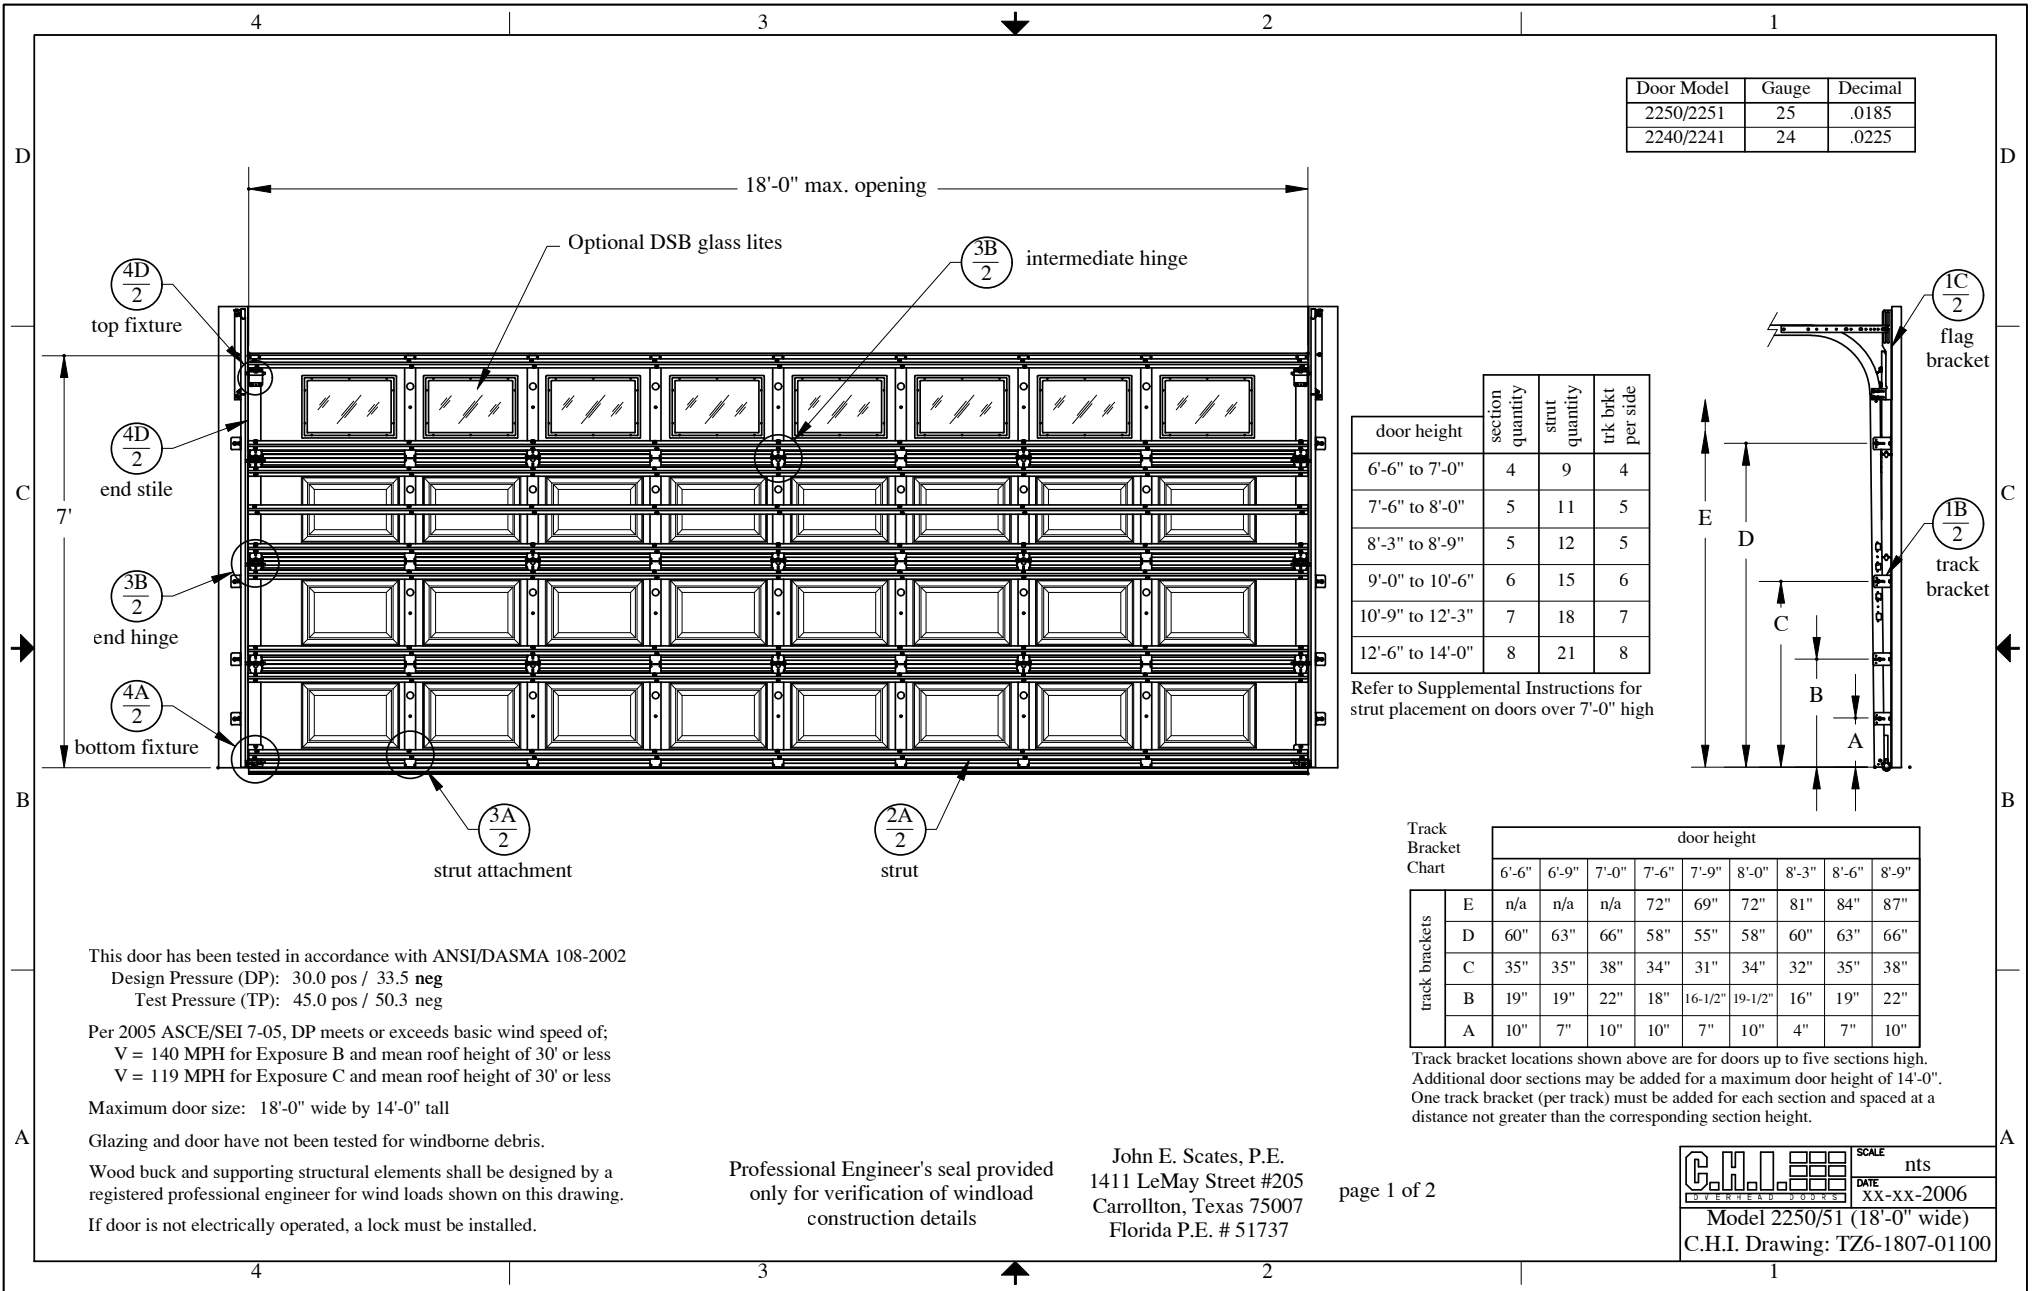 4 3 2 1
Door Model Gauge Decimal
2250/2251 25 .0185
2240/2241 24 .0225
D D
18'-0" max. opening
Optional DSB glass lites
3B
2
intermediate hinge
4D
2
top fixture
1C
2
flag
bracket
4D
2
end stile
C C
7'
3B
2
end hinge
4A
2
bottom fixture
section quantity
strut quantity
trk brkt per side
door height
6'-6" to 7'-0" 4 9 4
7'-6" to 8'-0" 5 11 5
8'-3" to 8'-9" 5 12 5
9'-0" to 10'-6" 6 15 6
10'-9" to 12'-3" 7 18 7
12'-6" to 14'-0" 8 21 8
Refer to Supplemental Instructions for
strut placement on doors over 7'-0" high
E
D
C
B
A
1B
2
track
bracket
B B
3A
2
strut attachment
2A
2
strut
Track
Bracket
Chart
door height
6'-6" 6'-9" 7'-0" 7'-6" 7'-9" 8'-0" 8'-3" 8'-6" 8'-9"
track brackets
E n/a n/a n/a 72" 69" 72" 81" 84" 87"
D 60" 63" 66" 58" 55" 58" 60" 63" 66"
C 35" 35" 38" 34" 31" 34" 32" 35" 38"
B 19" 19" 22" 18" 16-1/2" 19-1/2" 16" 19" 22"
A 10" 7" 10" 10" 7" 10" 4" 7" 10"
Track bracket locations shown above are for doors up to five sections high.
Additional door sections may be added for a maximum door height of 14'-0".
One track bracket (per track) must be added for each section and spaced at a
distance not greater than the corresponding section height.
This door has been tested in accordance with ANSI/DASMA 108-2002
Design Pressure (DP): 30.0 pos / 33.5 neg
Test Pressure (TP): 45.0 pos / 50.3 neg
Per 2005 ASCE/SEI 7-05, DP meets or exceeds basic wind speed of;
V = 140 MPH for Exposure B and mean roof height of 30' or less
V = 119 MPH for Exposure C and mean roof height of 30' or less
Maximum door size: 18'-0" wide by 14'-0" tall
Glazing and door have not been tested for windborne debris.
Wood buck and supporting structural elements shall be designed by a
registered professional engineer for wind loads shown on this drawing.
If door is not electrically operated, a lock must be installed.
A A
Professional Engineer's seal provided
only for verification of windload
construction details
John E. Scates, P.E.
1411 LeMay Street #205
Carrollton, Texas 75007
Florida P.E. # 51737
page 1 of 2
C.H.I.
OVERHEAD DOORS
SCALE
nts
DATE
xx-xx-2006
Model 2250/51 (18'-0" wide)
C.H.I. Drawing: TZ6-1807-01100
4 3 2 1